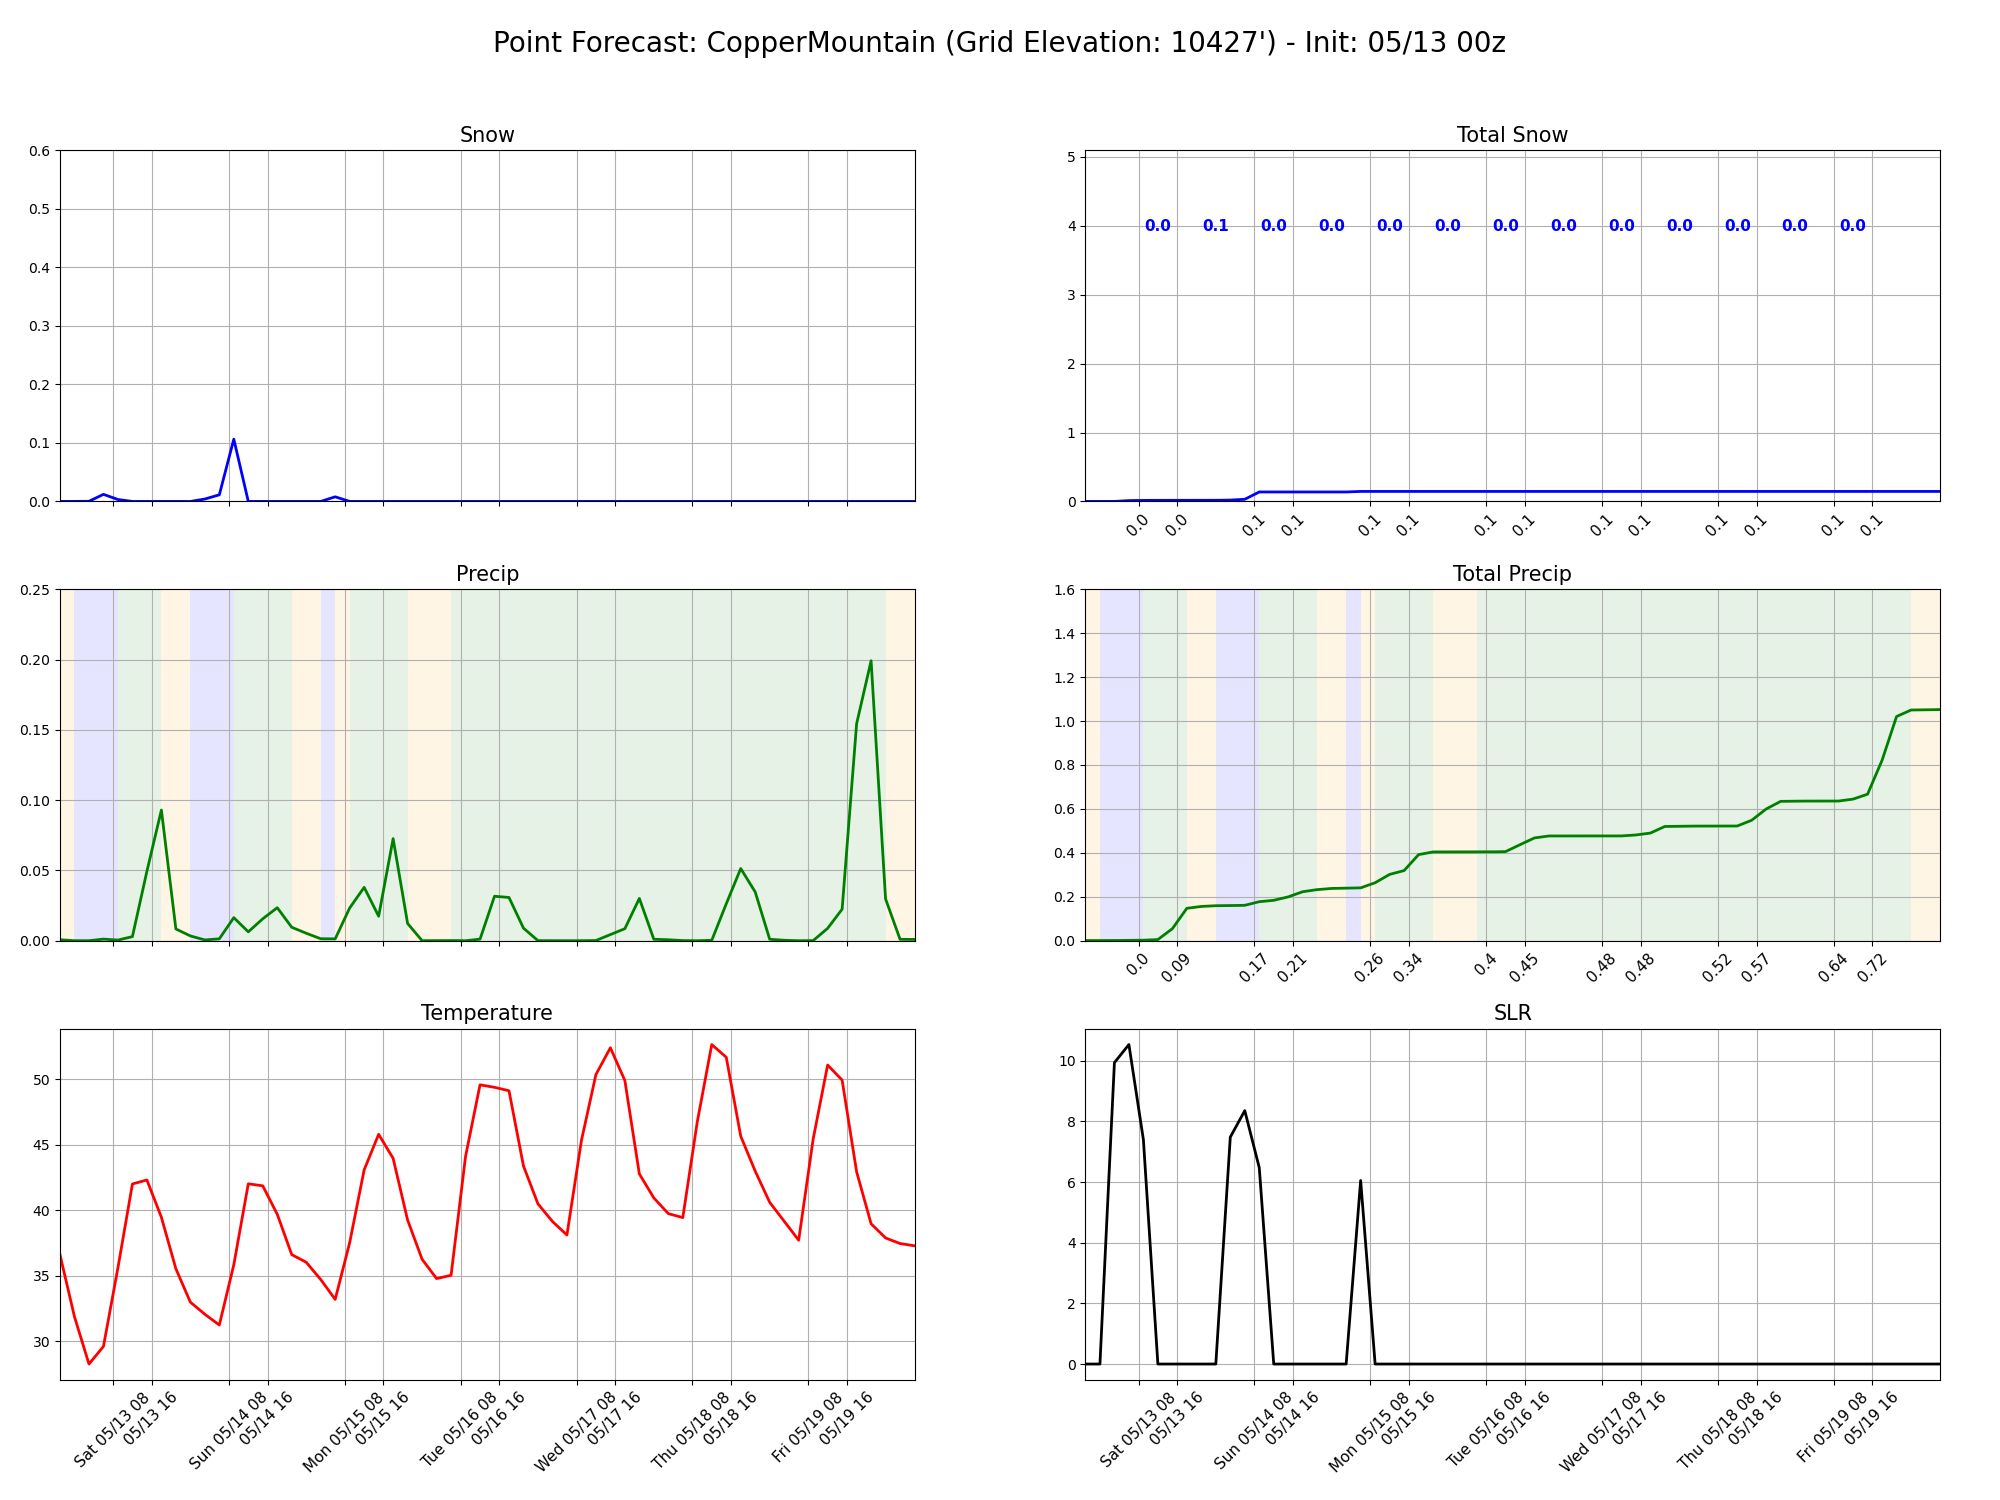 Point Forecast: CopperMountain (Grid Elevation: 10427') - Init: 05/13 00z
Snow
0.6
0.5
0.4
0.3
0.2
0.1
0.0
Total Snow
5
4
3
2
1
0
0.0 0.1 0.0 0.0 0.0 0.0 0.0 0.0 0.0 0.0 0.0 0.0 0.0
0.0 0.0 0.1 0.1 0.1 0.1 0.1 0.1 0.1 0.1 0.1 0.1 0.1 0.1
Precip
0.25
0.20
0.15
0.10
0.05
0.00
Total Precip
1.6
1.4
1.2
1.0
0.8
0.6
0.4
0.2
0.0
0.0 0.09 0.17 0.21 0.26 0.34 0.4 0.45 0.48 0.48 0.52 0.57 0.64 0.72
Temperature
50
45
40
35
30
Sat 05/13 08
05/13 16
Sun 05/14 08
05/14 16
Mon 05/15 08
05/15 16
Tue 05/16 08
05/16 16
Wed 05/17 08
05/17 16
Thu 05/18 08
05/18 16
Fri 05/19 08
05/19 16
SLR
10
8
6
4
2
0
Sat 05/13 08
05/13 16
Sun 05/14 08
05/14 16
Mon 05/15 08
05/15 16
Tue 05/16 08
05/16 16
Wed 05/17 08
05/17 16
Thu 05/18 08
05/18 16
Fri 05/19 08
05/19 16